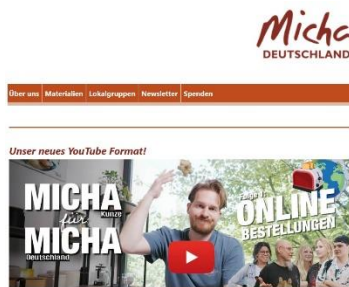 Micha
DEUTSCHLAND
Über uns Materialien Lokalgruppen Newsletter Spenden
Unser neues YouTube Format!
MICHA
Kunze
für
MICHA
Deutschland
ONLINE
BESTELLUNGEN